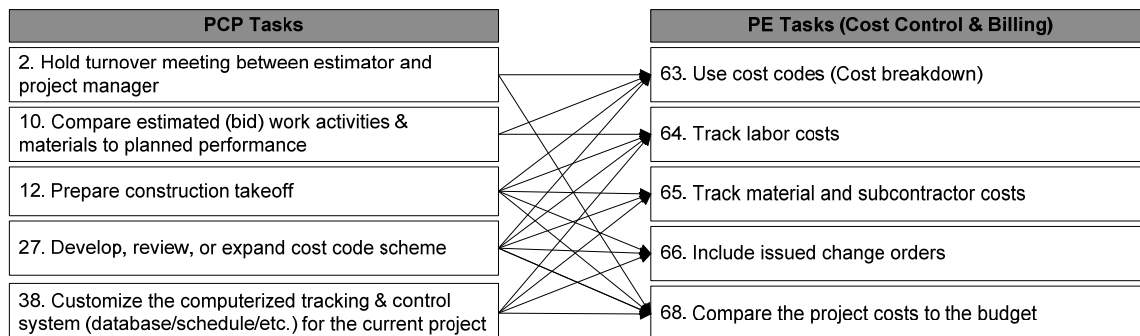 PCP Tasks
2. Hold turnover meeting between estimator and
project manager
10. Compare estimated (bid) work activities &
materials to planned performance
12. Prepare construction takeoff
27. Develop, review, or expand cost code scheme
38. Customize the computerized tracking & control
system (database/schedule/etc.) for the current project
PE Tasks (Cost Control & Billing)
63. Use cost codes (Cost breakdown)
64. Track labor costs
65. Track material and subcontractor costs
66. Include issued change orders
68. Compare the project costs to the budget